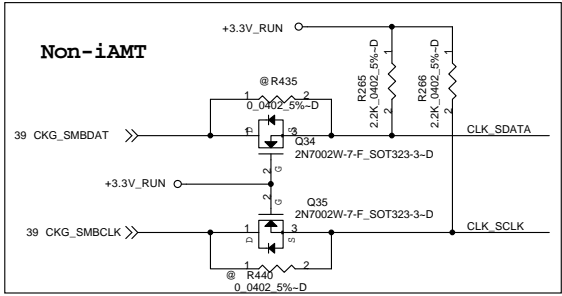 +3.3V_RUN
Non-iAMT
@ R435
0_0402_5%~D
1 2
R265
2.2K_0402_5%~D
1 2
R266
2.2K_0402_5%~D
1 2
39 CKG_SMBDAT
1 D S 3
CLK_SDATA
Q34
2N7002W-7-F_SOT323-3~D
2 G
+3.3V_RUN
2 G
Q35
2N7002W-7-F_SOT323-3~D
39 CKG_SMBCLK
1 D S 3
CLK_SCLK
1 2
@ R440
0_0402_5%~D